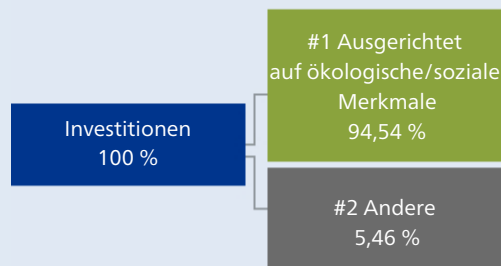 Investitionen
100 %
#1 Ausgerichtet
auf ökologische/soziale
Merkmale
94,54 %
#2 Andere
5,46 %